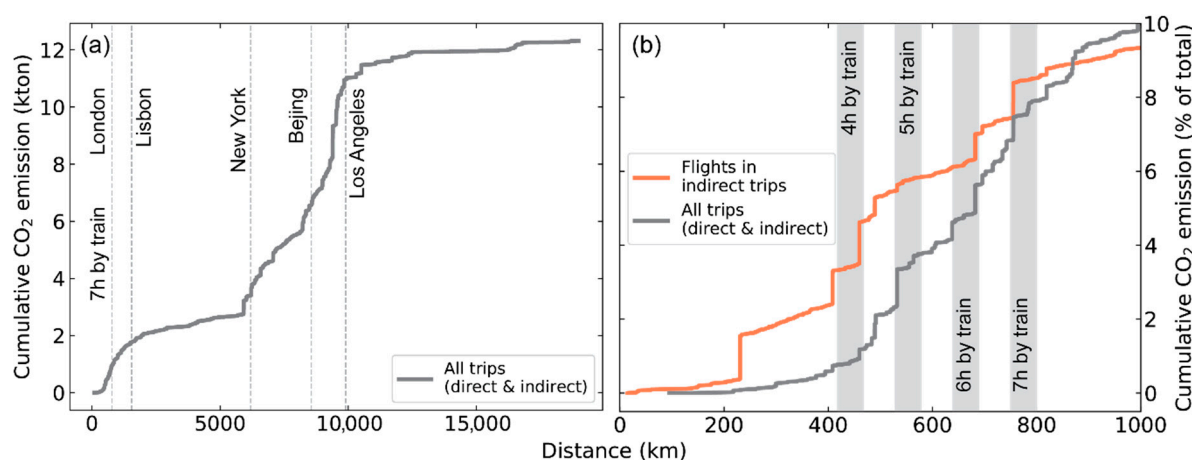 (a)
Cumulative CO2 emission (kton)
12
10
8
6
4
2
0
London
7h by train
Lisbon
New York
Bejing
Los Angeles
All trips
(direct & indirect)
0
5000
10,000
15,000
(b)
4h by train
5h by train
6h by train
7h by train
Flights in
indirect trips
All trips
(direct & indirect)
10
8
6
4
2
0
Cumulative CO2 emission (% of total)
0
200
400
600
800
1000
Distance (km)